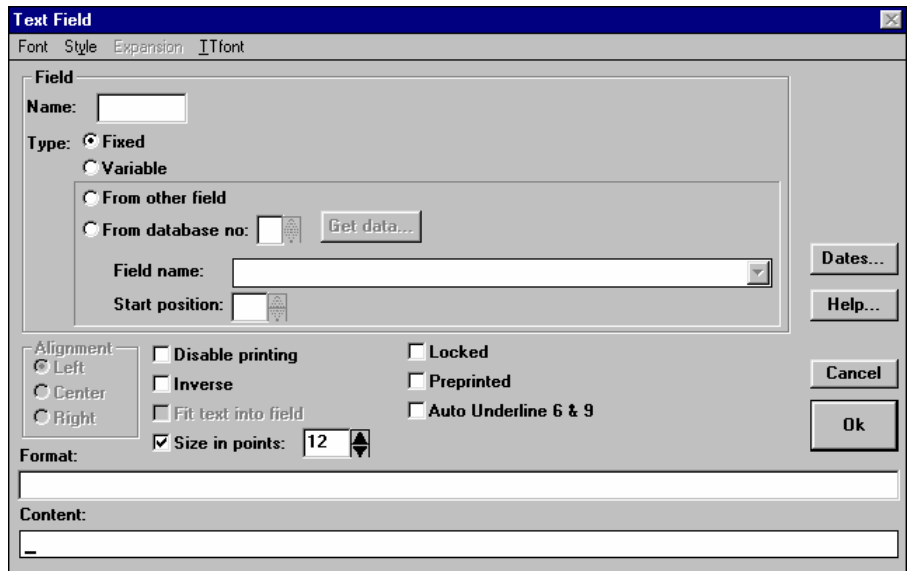 Text Field
Font Style Expansion TTfont
Field
Name:
Type: Fixed
Variable
From other field
From database no: Get data...
Field name:
Start position:
Dates...
Help...
Alignment
Left
Center
Right
Disable printing
Inverse
Fit text into field
Size in points: 12
Locked
Preprinted
Auto Underline 6 & 9
Cancel
Ok
Format:
Content: